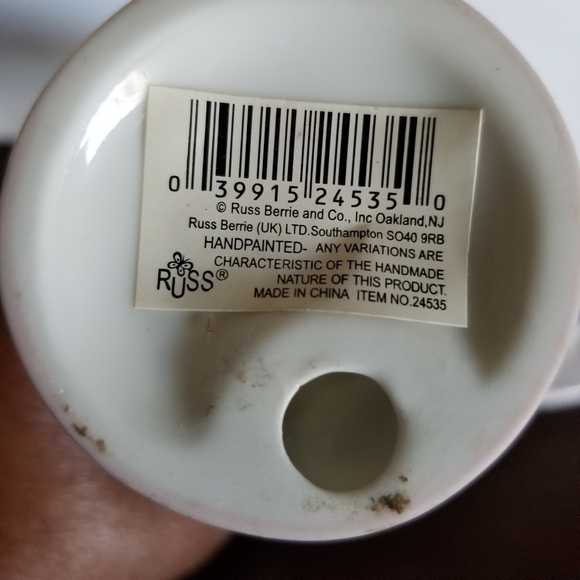 0 39915 24535 0
© Russ Berrie and Co., Inc Oakland,NJ
Russ Berrie (UK) LTD.Southampton SO40 9RB
HANDPAINTED- ANY VARIATIONS ARE
CHARACTERISTIC OF THE HANDMADE
NATURE OF THIS PRODUCT.
MADE IN CHINA ITEM NO.24535
RUSS®